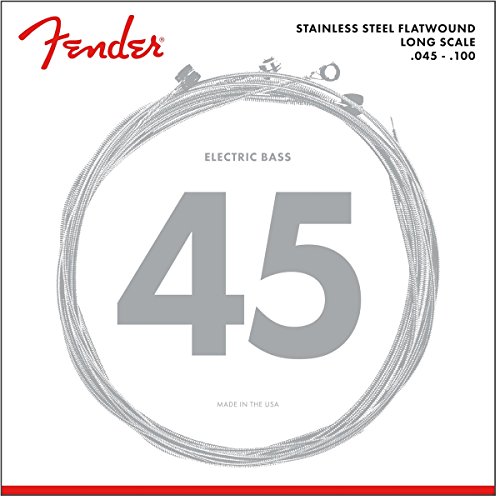 Fender
STAINLESS STEEL FLATWOUND
LONG SCALE
.045 - .100
ELECTRIC BASS
45
MADE IN THE USA